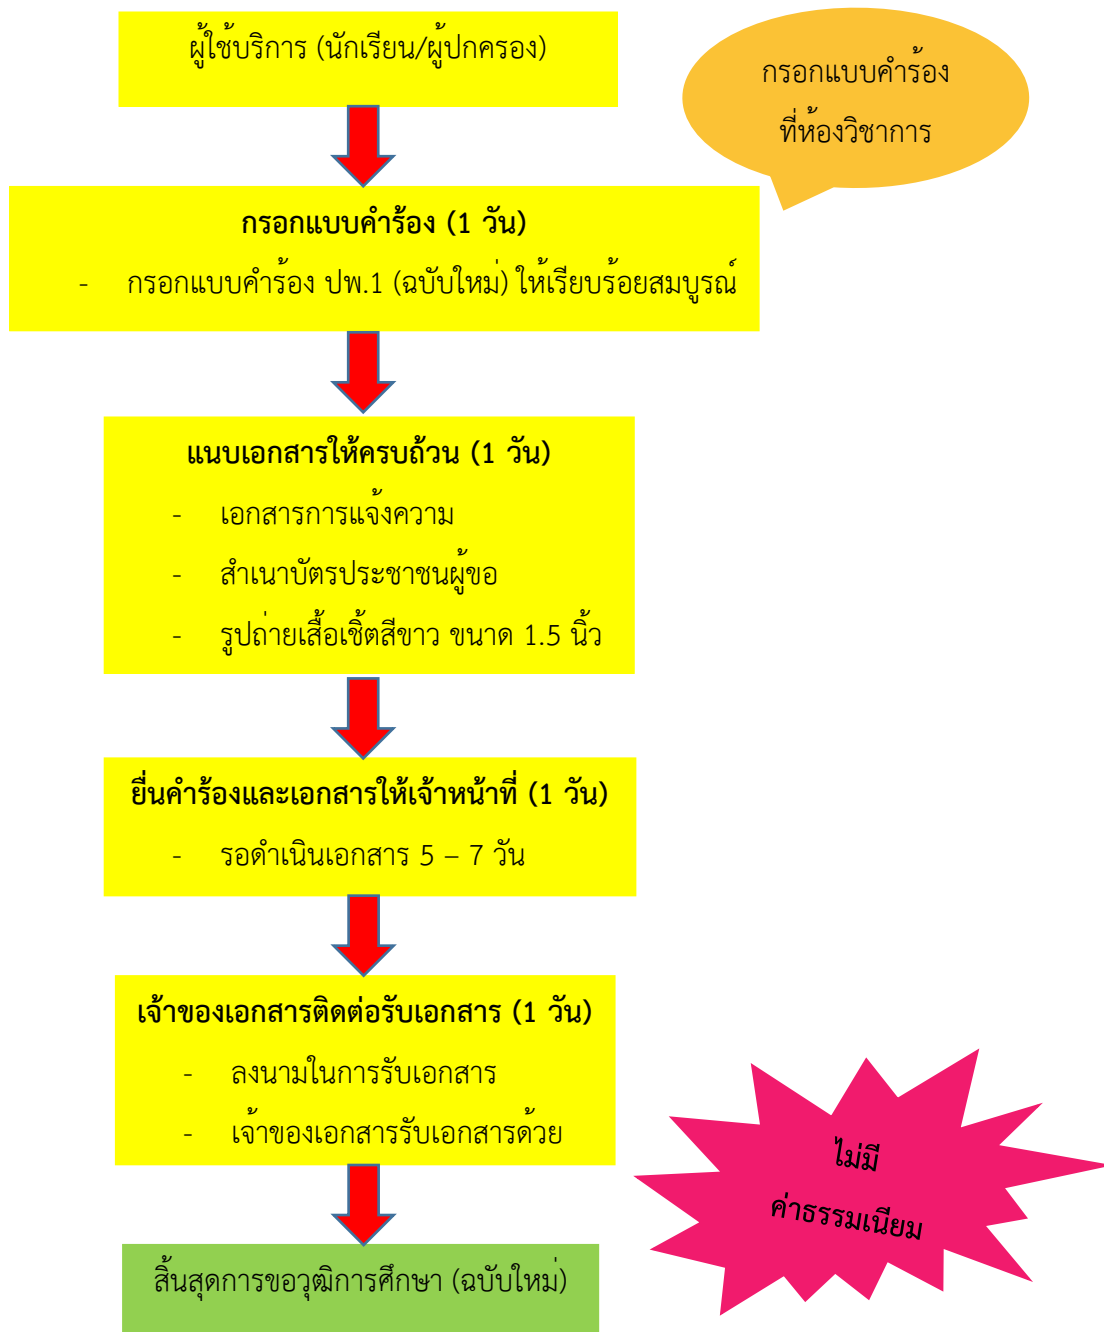 ผู้ใช้บริการ (นักเรียน/ผู้ปกครอง)
กรอกแบบคำร้อง
ที่ห้องวิชาการ
กรอกแบบคำร้อง (1 วัน)
- กรอกแบบคำร้อง ปพ.1 (ฉบับใหม่) ให้เรียบร้อยสมบูรณ์
แนบเอกสารให้ครบถ้วน (1 วัน)
- เอกสารการแจ้งความ
- สำเนาบัตรประชาชนผู้ขอ
- รูปถ่ายเสื้อเชิ้ตสีขาว ขนาด 1.5 นิ้ว
ยื่นคำร้องและเอกสารให้เจ้าหน้าที่ (1 วัน)
- รอดำเนินเอกสาร 5 – 7 วัน
เจ้าของเอกสารติดต่อรับเอกสาร (1 วัน)
- ลงนามในการรับเอกสาร
- เจ้าของเอกสารรับเอกสารด้วย
ไม่มี
ค่าธรรมเนียม
สิ้นสุดการขอวุฒิการศึกษา (ฉบับใหม่)